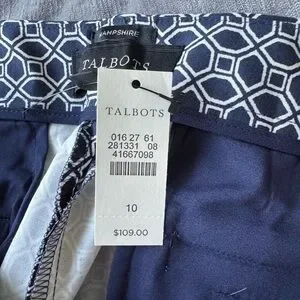 HAMPSHIRE
TALBOTS
TALBOTS
016 27 61
281331 08
41667098
10
$109.00